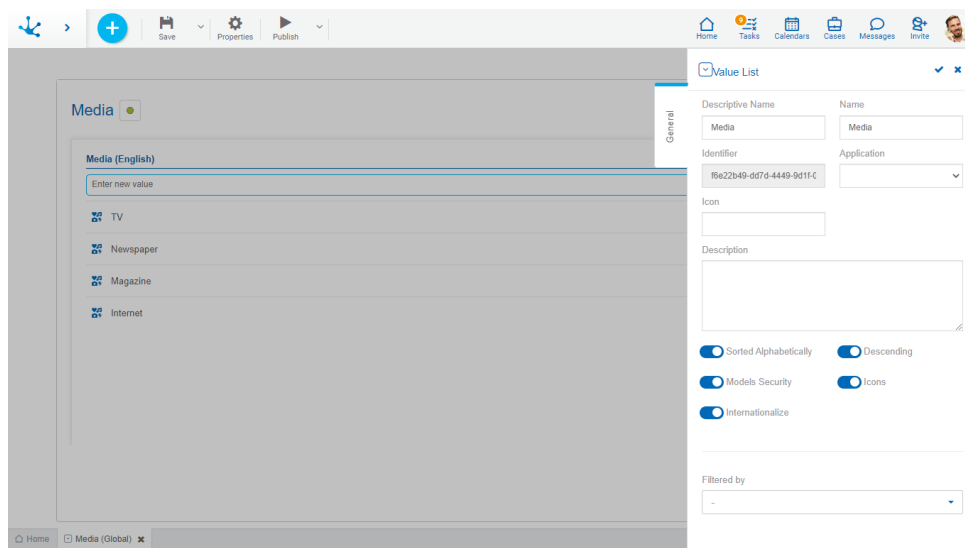 Save
Properties
Publish
Home
9
Tasks
Calendars
Cases
Messages
Invite
Media
Media (English)
Enter new value
TV
Newspaper
Magazine
Internet
General
Value List
Descriptive Name
Name
Media
Media
Identifier
Application
f6e22b49-dd7d-4449-9d1f-0
Icon
Description
Sorted Alphabetically
Descending
Models Security
Icons
Internationalize
Filtered by
-
Home
Media (Global)